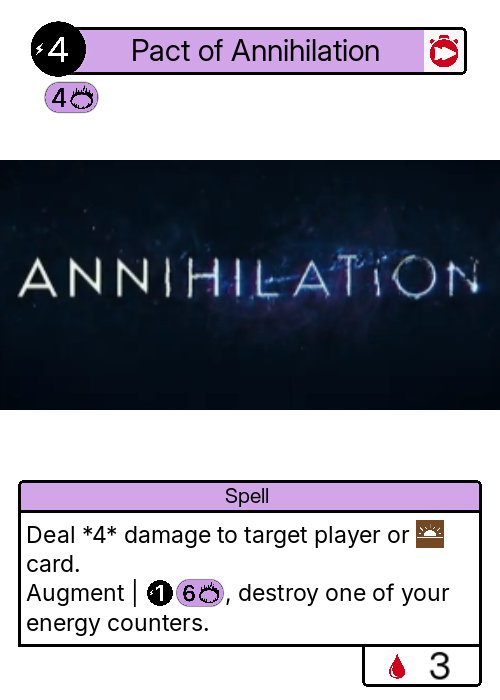 4 Pact of Annihilation
4
ANNIHILATION
Spell
Deal *4* damage to target player or
card.
Augment | 1 6, destroy one of your
energy counters.
3